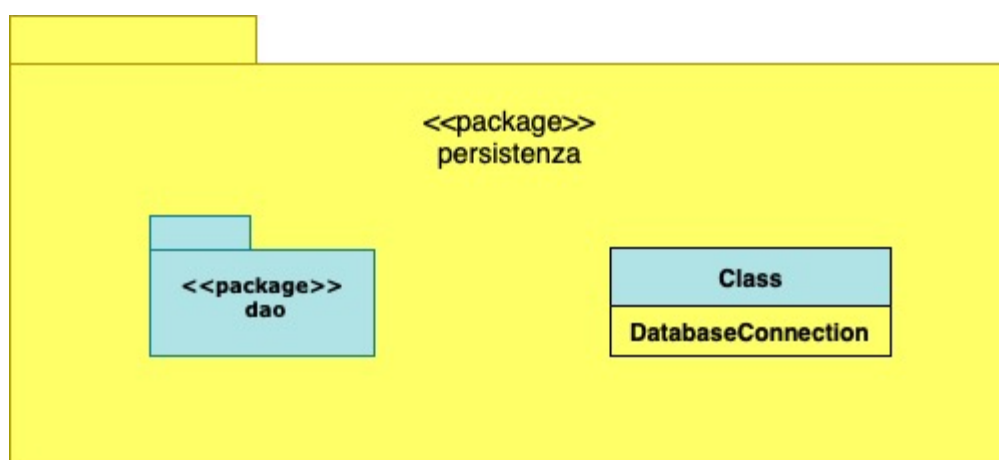 <<package>>
persistenza
<<package>>
dao
Class
DatabaseConnection